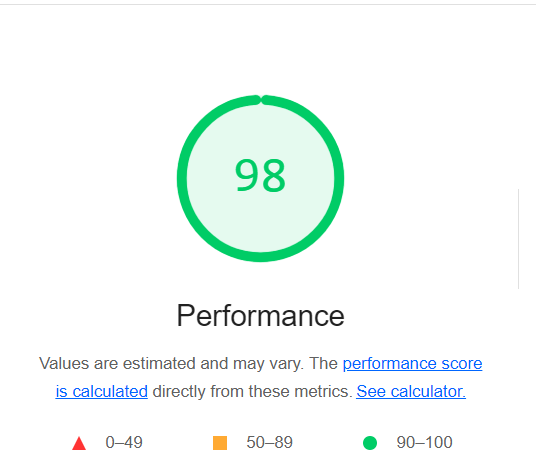 98
Performance
Values are estimated and may vary. The performance score
is calculated directly from these metrics. See calculator.
0–49 50–89 90–100